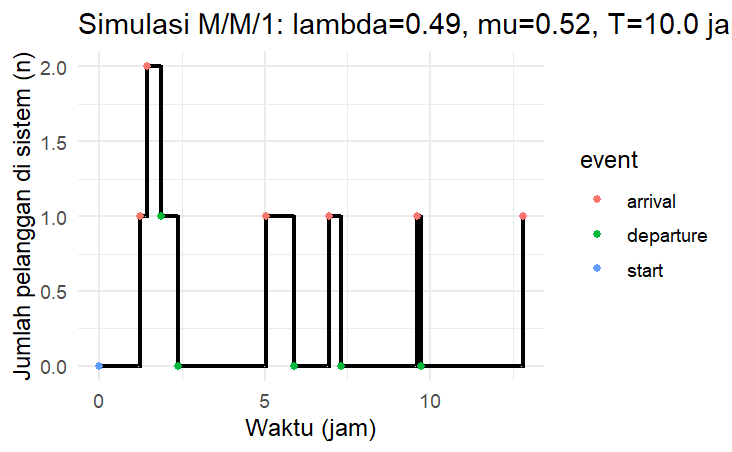 Simulasi M/M/1: lambda=0.49, mu=0.52, T=10.0 ja
Jumlah pelanggan di sistem (n)
2.0
1.5
1.0
0.5
0.0
0
5
10
Waktu (jam)
event
arrival
departure
start